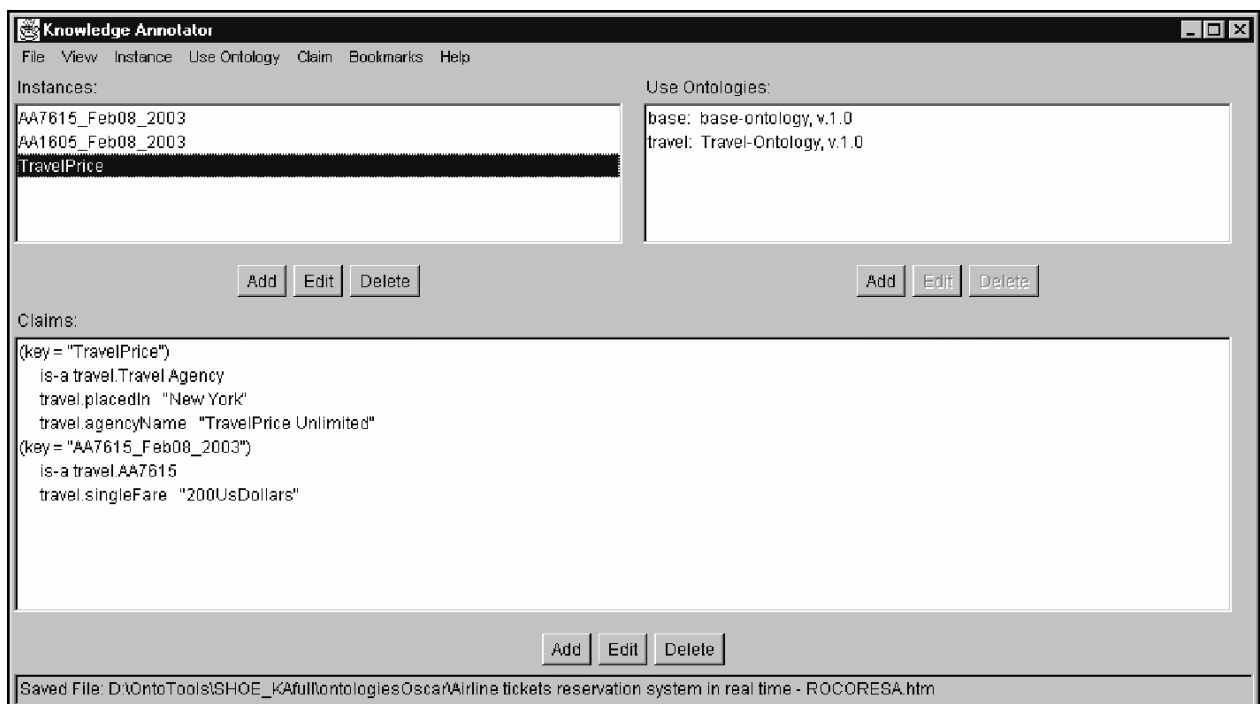 Knowledge Annotator
File View Instance Use Ontology Claim Bookmarks Help
Instances:
AA7615_Feb08_2003
AA1605_Feb08_2003
TravelPrice
Add Edit Delete
Use Ontologies:
base: base-ontology, v.1.0
travel: Travel-Ontology, v.1.0
Add Edit Delete
Claims:
(key = "TravelPrice")
is-a travel.Travel Agency
travel.placedIn "New York"
travel.agencyName "TravelPrice Unlimited"
(key = "AA7615_Feb08_2003")
is-a travel.AA7615
travel.singleFare "200UsDollars"
Add Edit Delete
Saved File: D:\OntoTools\SHOE_KAfull\ontologiesOscar\Airline tickets reservation system in real time - ROCORESA.htm